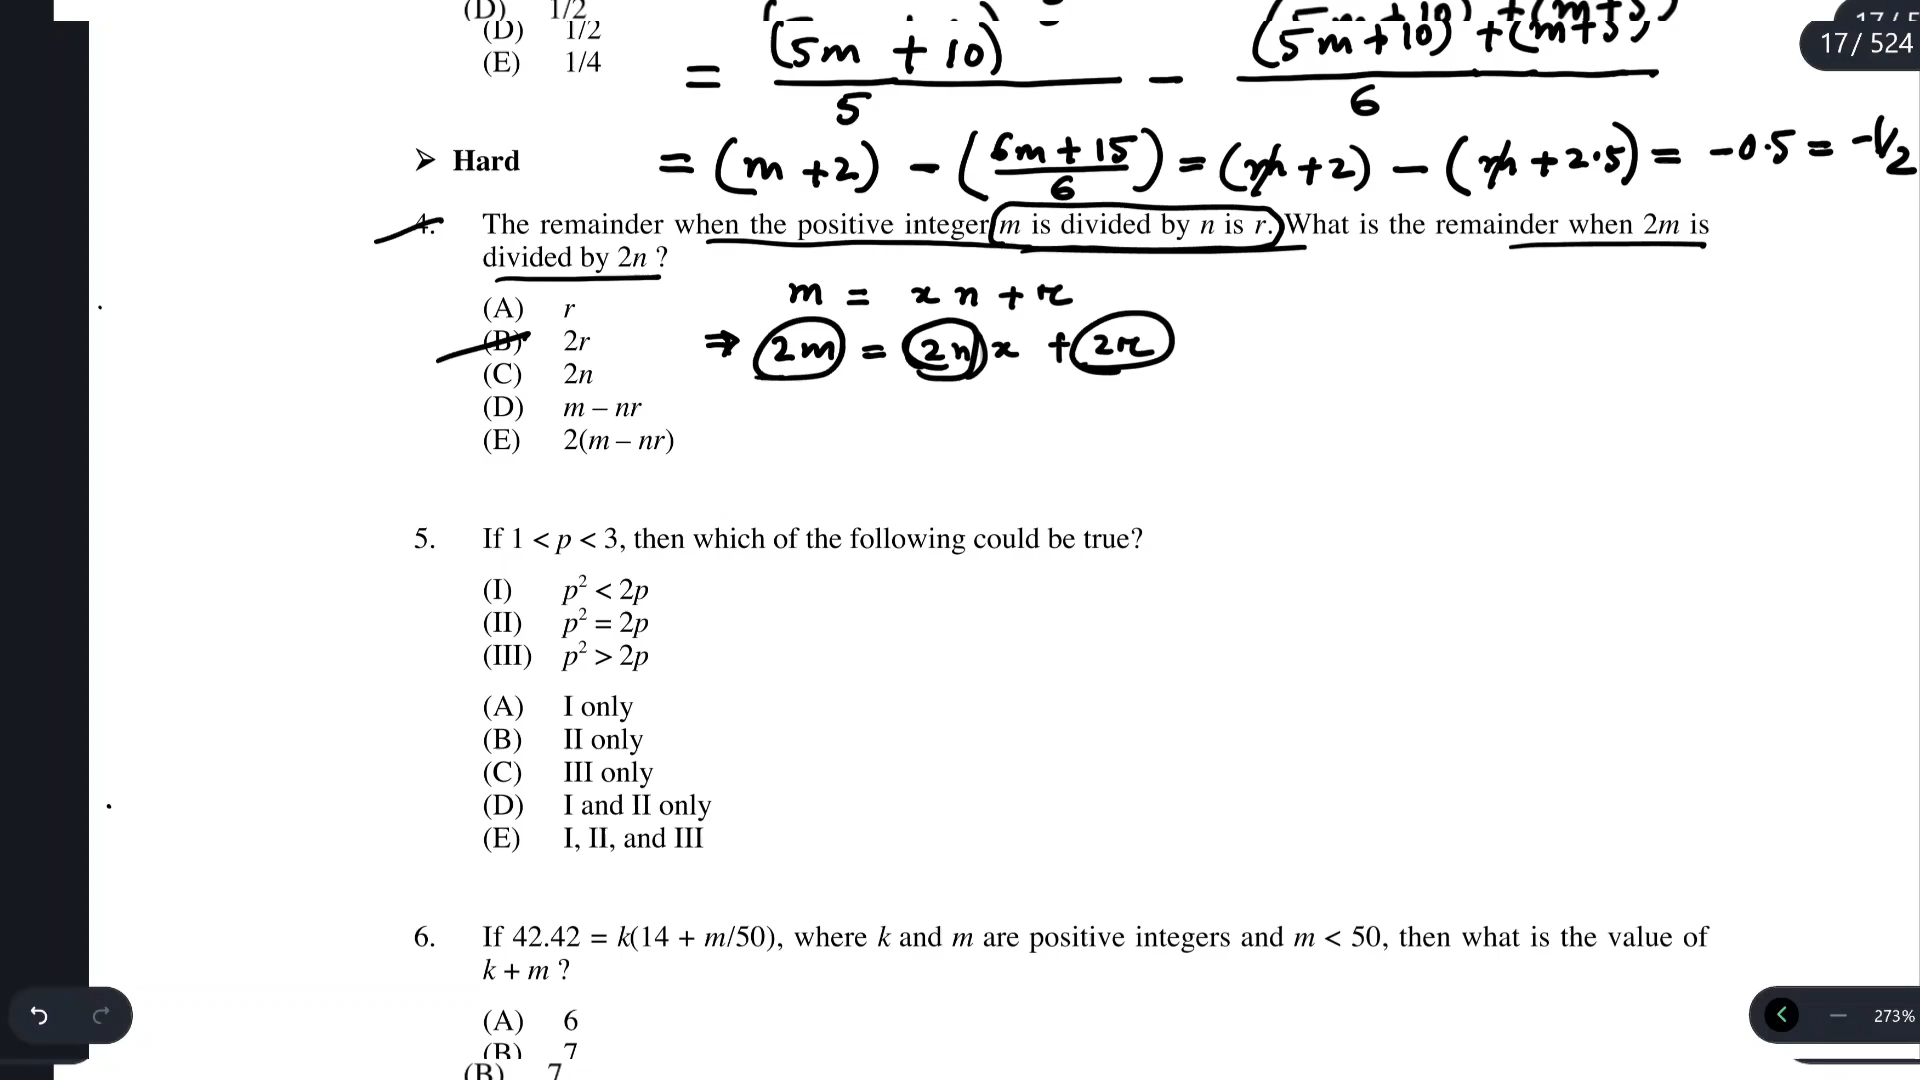 (D) 1/2
(D) 1/2
(E) 1/4
= (5m + 10)/5 - (5m+10) + (m+5)/6
17/ 524
➤ Hard
= (m +2) - (6m + 15/6) = (m + 2) - (m + 2.5) = -0.5 = -1/2
4. The remainder when the positive integer m is divided by n is r. What is the remainder when 2m is
divided by 2n ?
m = x n + r
(A) r
(B) 2r
⇒ 2m = 2n x + 2r
(C) 2n
(D) m – nr
(E) 2(m – nr)
5. If 1 < p < 3, then which of the following could be true?
(I) p² < 2p
(II) p² = 2p
(III) p² > 2p
(A) I only
(B) II only
(C) III only
(D) I and II only
(E) I, II, and III
6. If 42.42 = k(14 + m/50), where k and m are positive integers and m < 50, then what is the value of
k + m ?
(A) 6
(B) 7
(B) 7
273%